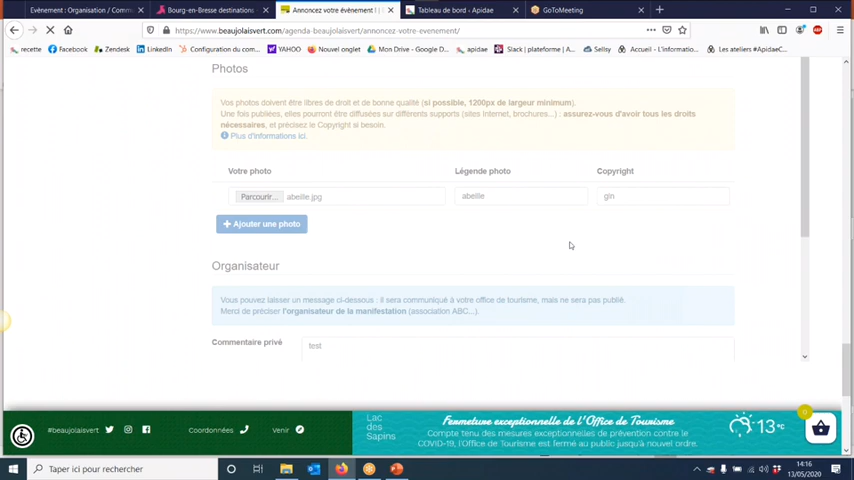 Evénement : Organisation / Comm
Bourg-en-Bresse destinations
Annoncez votre événement !
Tableau de bord ‹ Apidae
GoToMeeting
https://www.beaujolaisvert.com/agenda-beaujolaisvert/annoncez-votre-evenement/
recette
Facebook
Zendesk
LinkedIn
Configuration du com...
YAHOO
Nouvel onglet
Mon Drive - Google D...
apidae
Slack | plateforme | A...
Sellsy
Accueil - L'informatio...
Les ateliers #ApidaeC...
Photos
Vos photos doivent être libres de droit et de bonne qualité (si possible, 1200px de largeur minimum).
Une fois publiées, elles pourront être diffusées sur différents supports (sites Internet, brochures...) : assurez-vous d'avoir tous les droits
nécessaires, et précisez le Copyright si besoin.
Plus d'informations ici.
Votre photo Légende photo Copyright
Parcourir... abeille.jpg abeille gin
+ Ajouter une photo
Organisateur
Vous pouvez laisser un message ci-dessous : il sera communiqué à votre office de tourisme, mais ne sera pas publié.
Merci de préciser l'organisateur de la manifestation (association ABC...).
Commentaire privé test
#beaujolaisvert
Coordonnées
Venir
Lac
des
Sapins
Fermeture exceptionnelle de l'Office de Tourisme
Compte tenu des mesures exceptionnelles de prévention contre le
COVID-19, l'Office de Tourisme est fermé au public jusqu'à nouvel ordre.
13°C
0
Taper ici pour rechercher
14:16
13/05/2020